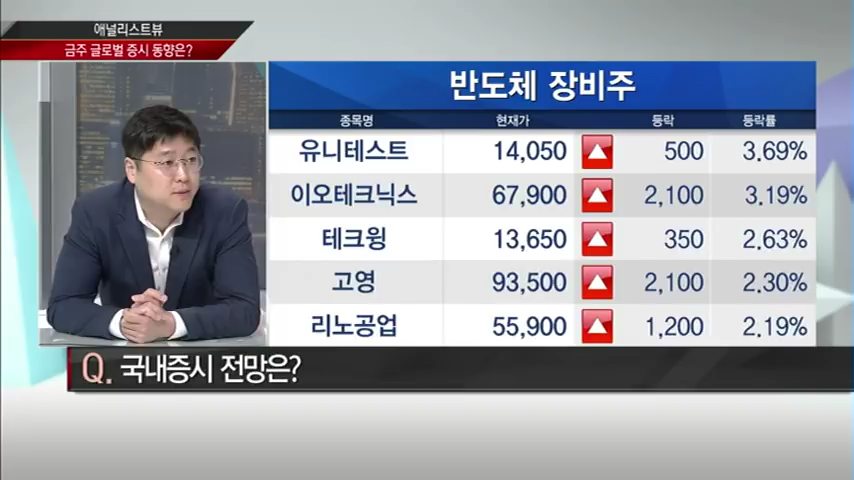 애널리스트뷰
금주 글로벌 증시 동향은?
반도체 장비주
종목명 현재가 등락 등락률
유니테스트 14,050 500 3.69%
이오테크닉스 67,900 2,100 3.19%
테크윙 13,650 350 2.63%
고영 93,500 2,100 2.30%
리노공업 55,900 1,200 2.19%
Q. 국내증시 전망은?